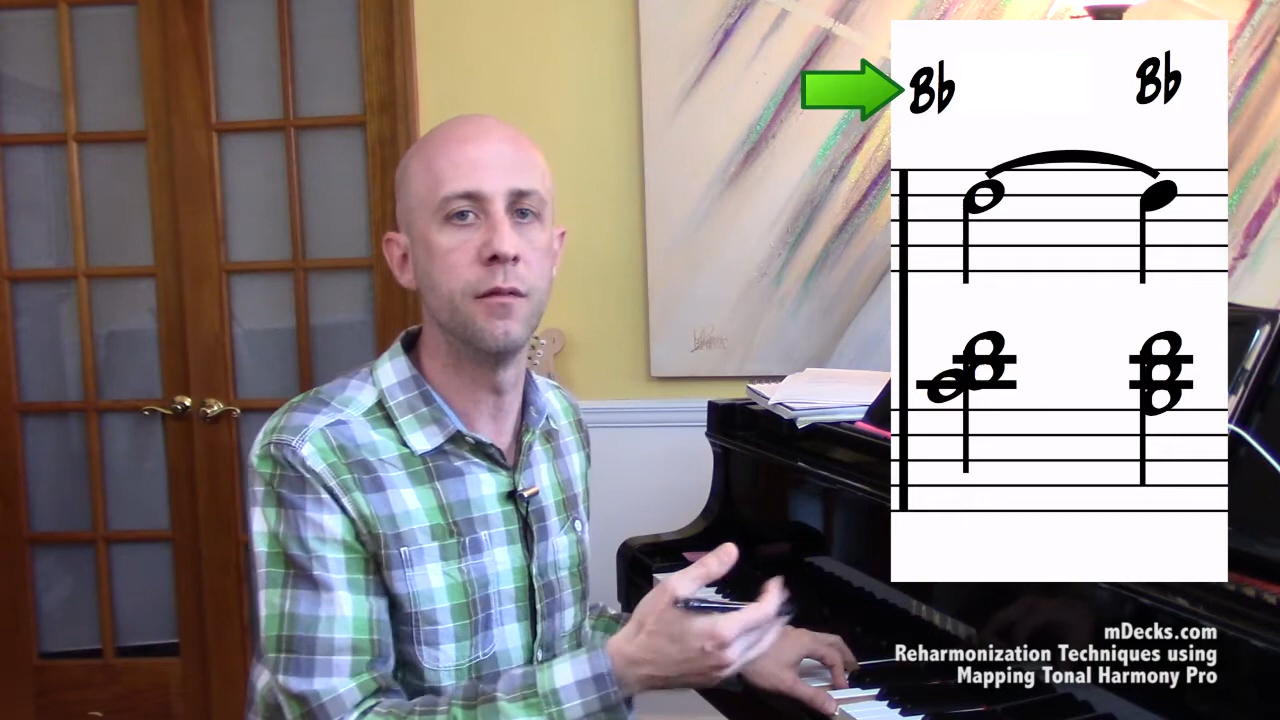 Bb Bb
mDecks.com
Reharmonization Techniques using
Mapping Tonal Harmony Pro